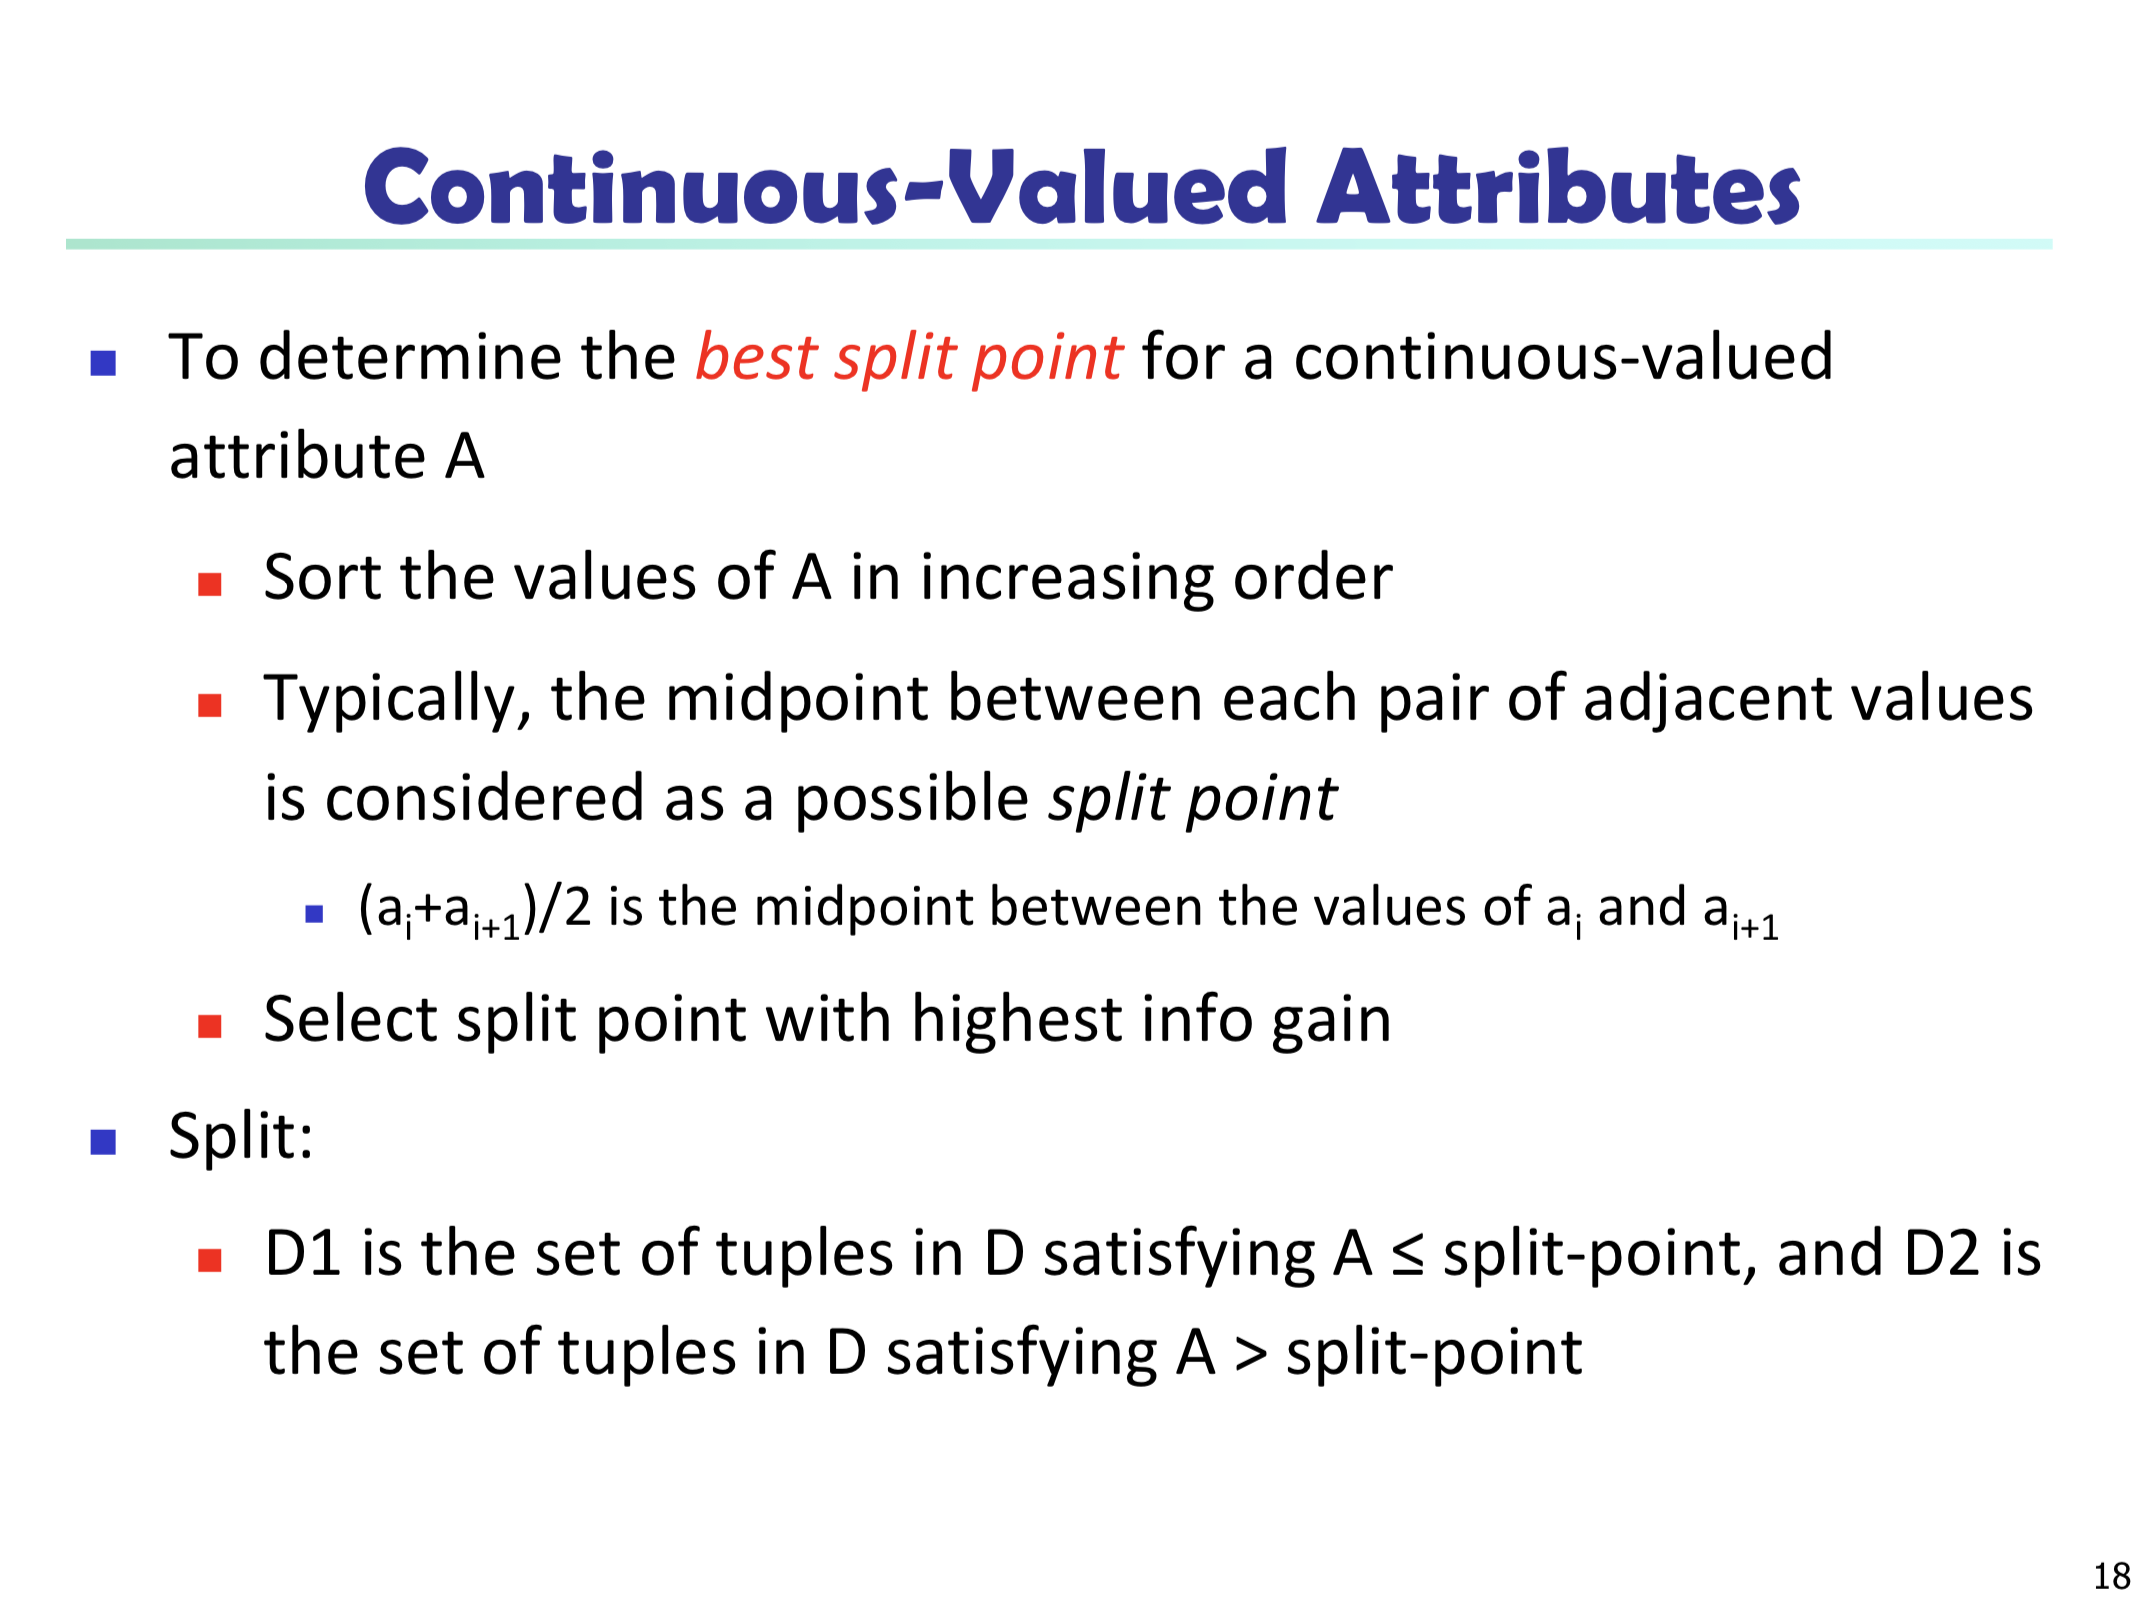 Continuous-Valued Attributes
To determine the best split point for a continuous-valued
attribute A
Sort the values of A in increasing order
Typically, the midpoint between each pair of adjacent values
is considered as a possible split point
(aᵢ+aᵢ₊₁)/2 is the midpoint between the values of aᵢ and aᵢ₊₁
Select split point with highest info gain
Split:
D1 is the set of tuples in D satisfying A ≤ split-point, and D2 is
the set of tuples in D satisfying A > split-point
18